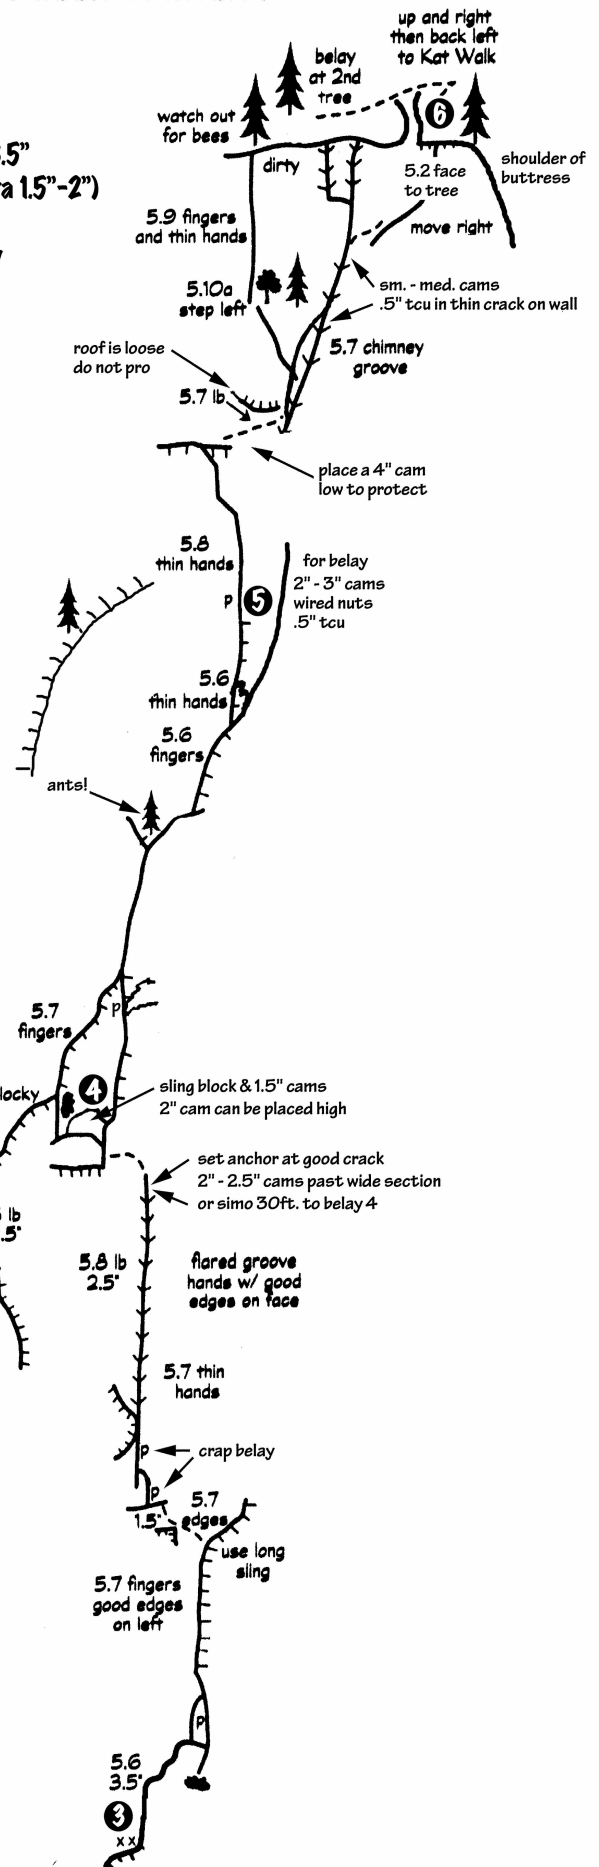 up and right
then back left
to Kat Walk
belay
at 2nd
tree
6
watch out
for bees
.5"
a 1.5"-2")
dirty
5.2 face
to tree
shoulder of
buttress
5.9 fingers
and thin hands
move right
5.10a
step left
sm. - med. cams
.5" tcu in thin crack on wall
roof is loose
do not pro
5.7 chimney
groove
5.7 lb
place a 4" cam
low to protect
5.8
thin hands
for belay
2" - 3" cams
wired nuts
.5" tcu
p
5
5.6
thin hands
5.6
fingers
ants!
p
5.7
fingers
locky
4
sling block & 1.5" cams
2" cam can be placed high
set anchor at good crack
2" - 2.5" cams past wide section
or simo 30ft. to belay 4
lb
.5"
5.8 lb
2.5"
flared groove
hands w/ good
edges on face
5.7 thin
hands
p
crap belay
p
1.5"
5.7
edges
use long
sling
5.7 fingers
good edges
on left
p
5.6
3.5"
3
x x